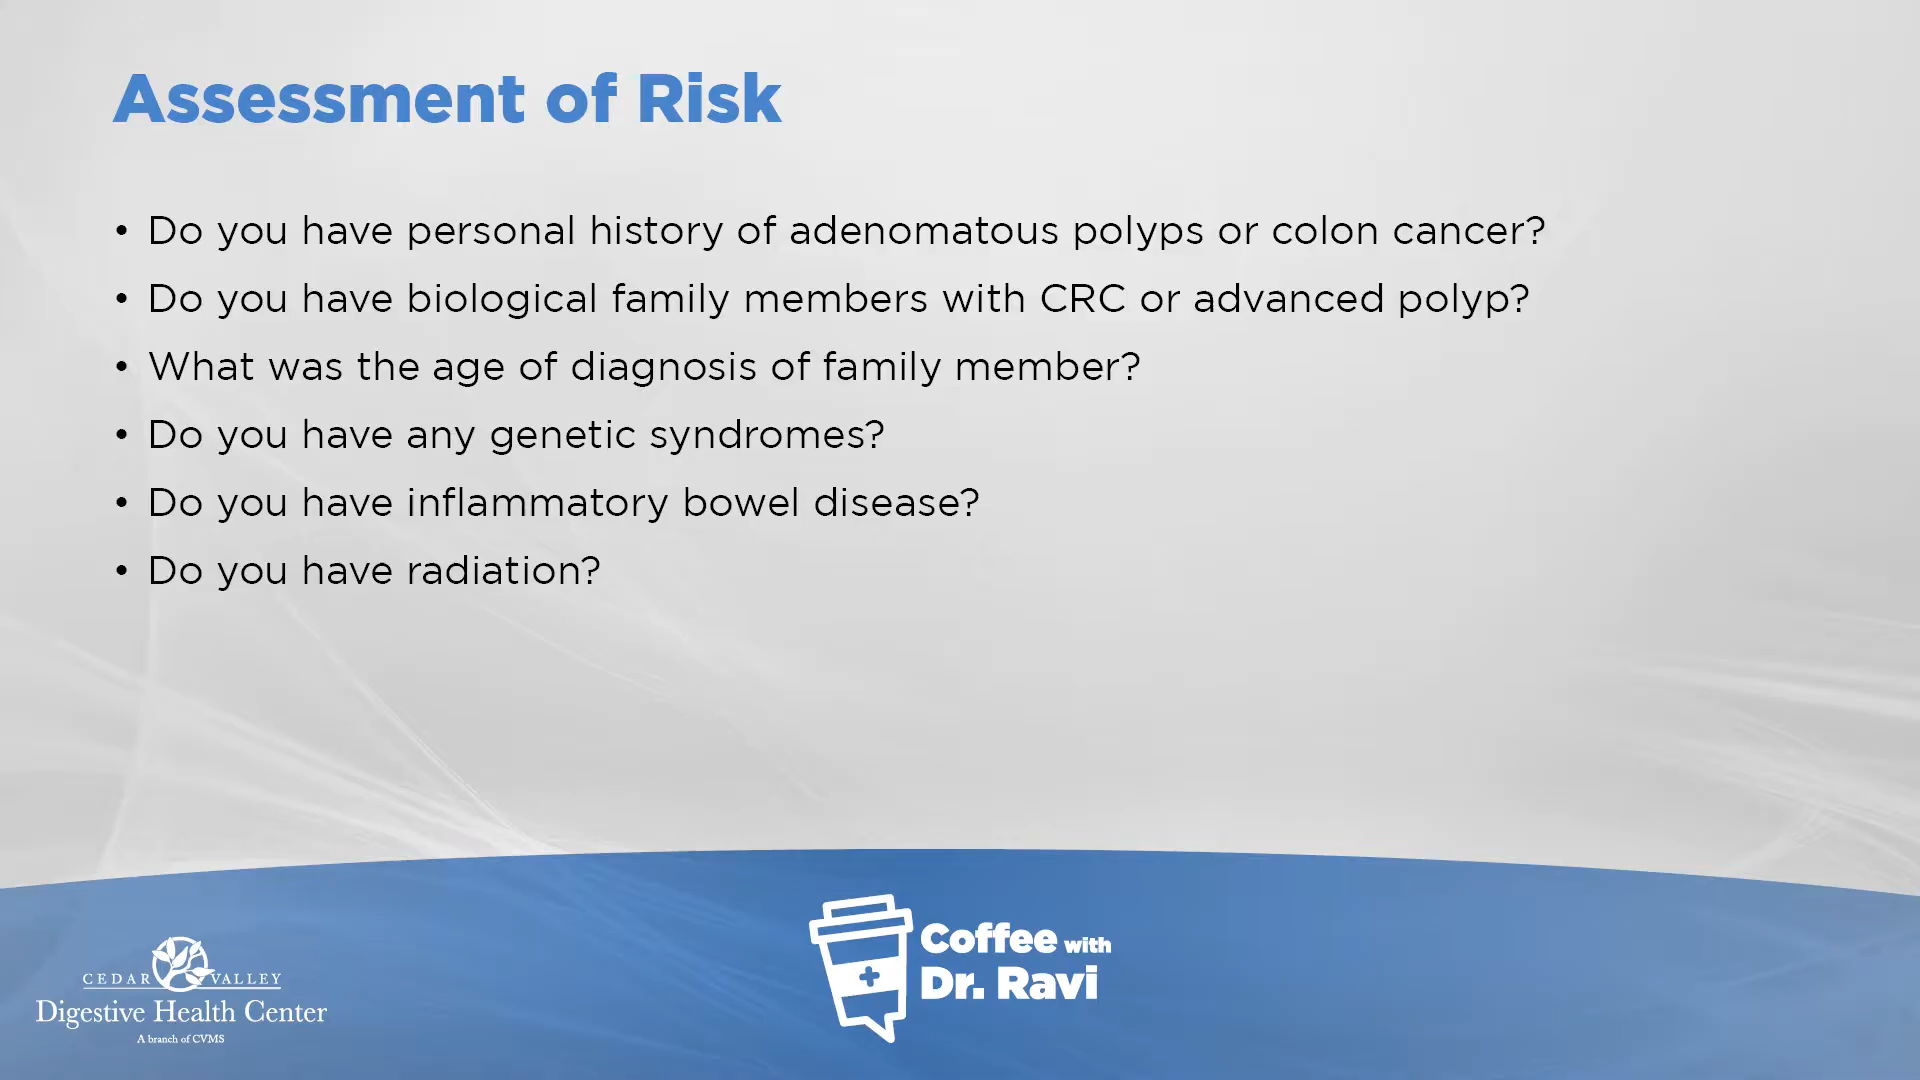 Assessment of Risk
• Do you have personal history of adenomatous polyps or colon cancer?
• Do you have biological family members with CRC or advanced polyp?
• What was the age of diagnosis of family member?
• Do you have any genetic syndromes?
• Do you have inflammatory bowel disease?
• Do you have radiation?
CEDAR VALLEY
Digestive Health Center
A branch of CVMS
Coffee with
Dr. Ravi